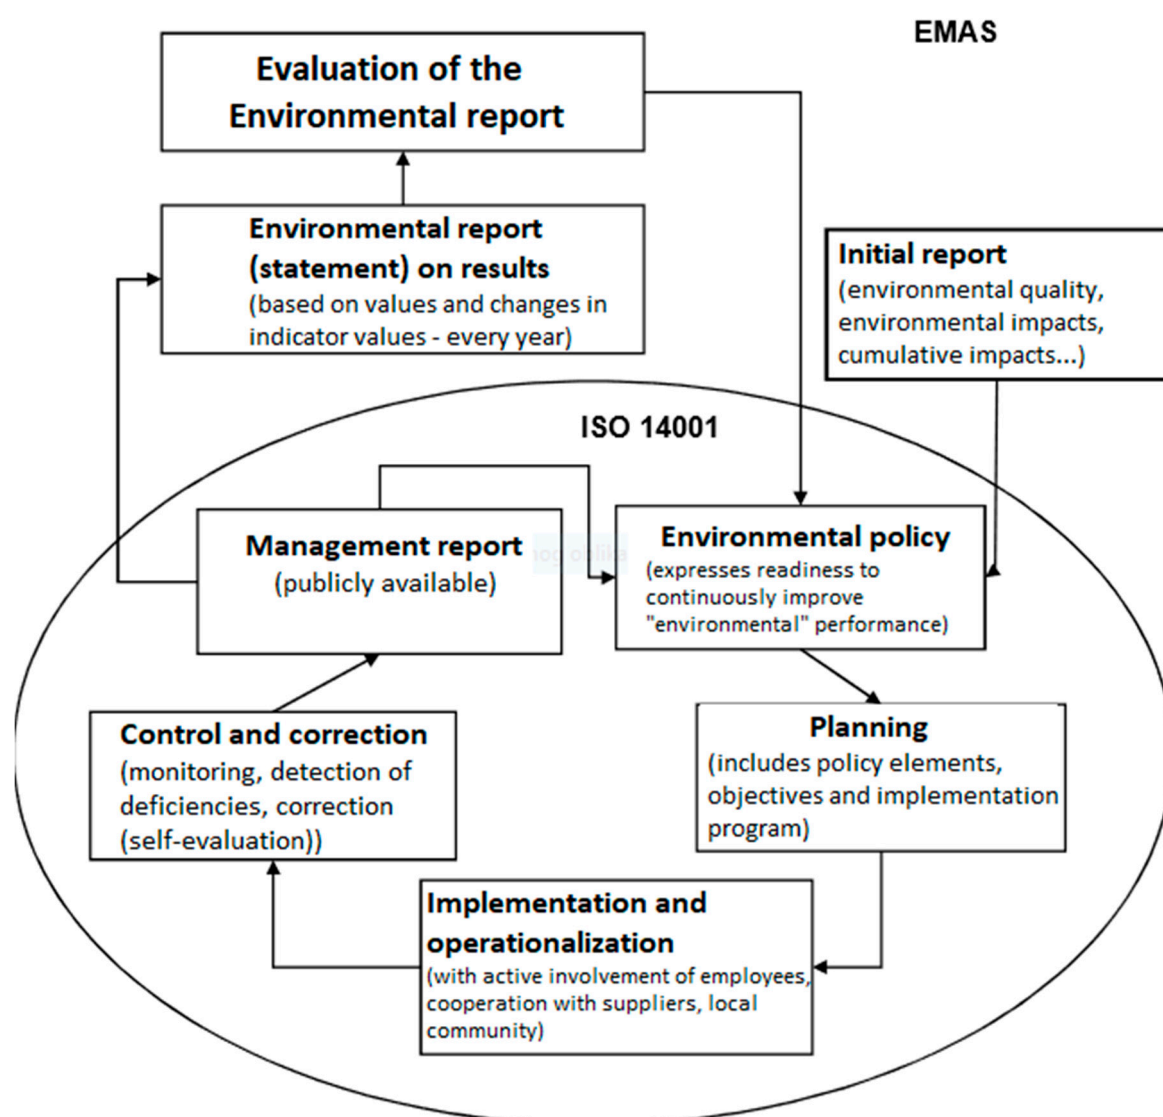 EMAS
Evaluation of the
Environmental report
Environmental report
(statement) on results
(based on values and changes in
indicator values - every year)
Initial report
(environmental quality,
environmental impacts,
cumulative impacts...)
ISO 14001
Management report
(publicly available)
oblika
Environmental policy
(expresses readiness to
continuously improve
"environmental" performance)
Control and correction
(monitoring, detection of
deficiencies, correction
(self-evaluation))
Planning
(includes policy elements,
objectives and implementation
program)
Implementation and
operationalization
(with active involvement of employees,
cooperation with suppliers, local
community)